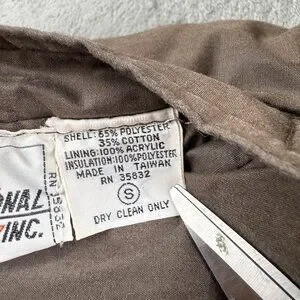 SHELL: 65% POLYESTER
35% COTTON
LINING: 100% ACRYLIC
INSULATION: 100% POLYESTER
MADE IN TAIWAN
RN 35832
S
DRY CLEAN ONLY
ONAL
INC.
RN 35832